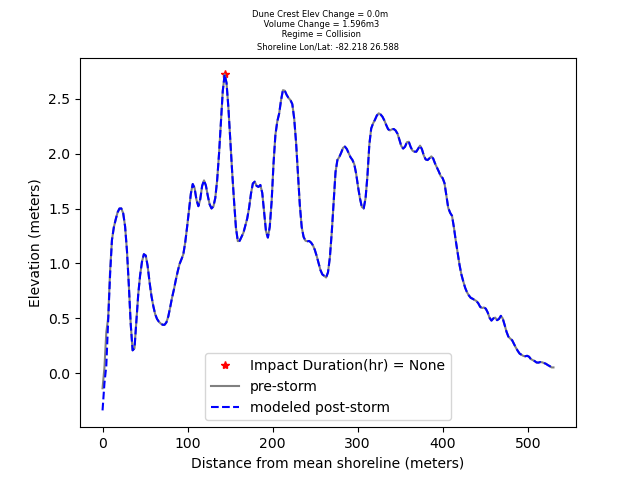 Dune Crest Elev Change = 0.0m
Volume Change = 1.596m3
Regime = Collision
Shoreline Lon/Lat: -82.218 26.588
Elevation (meters)
2.5
2.0
1.5
1.0
0.5
0.0
Impact Duration(hr) = None
pre-storm
modeled post-storm
0 100 200 300 400 500
Distance from mean shoreline (meters)